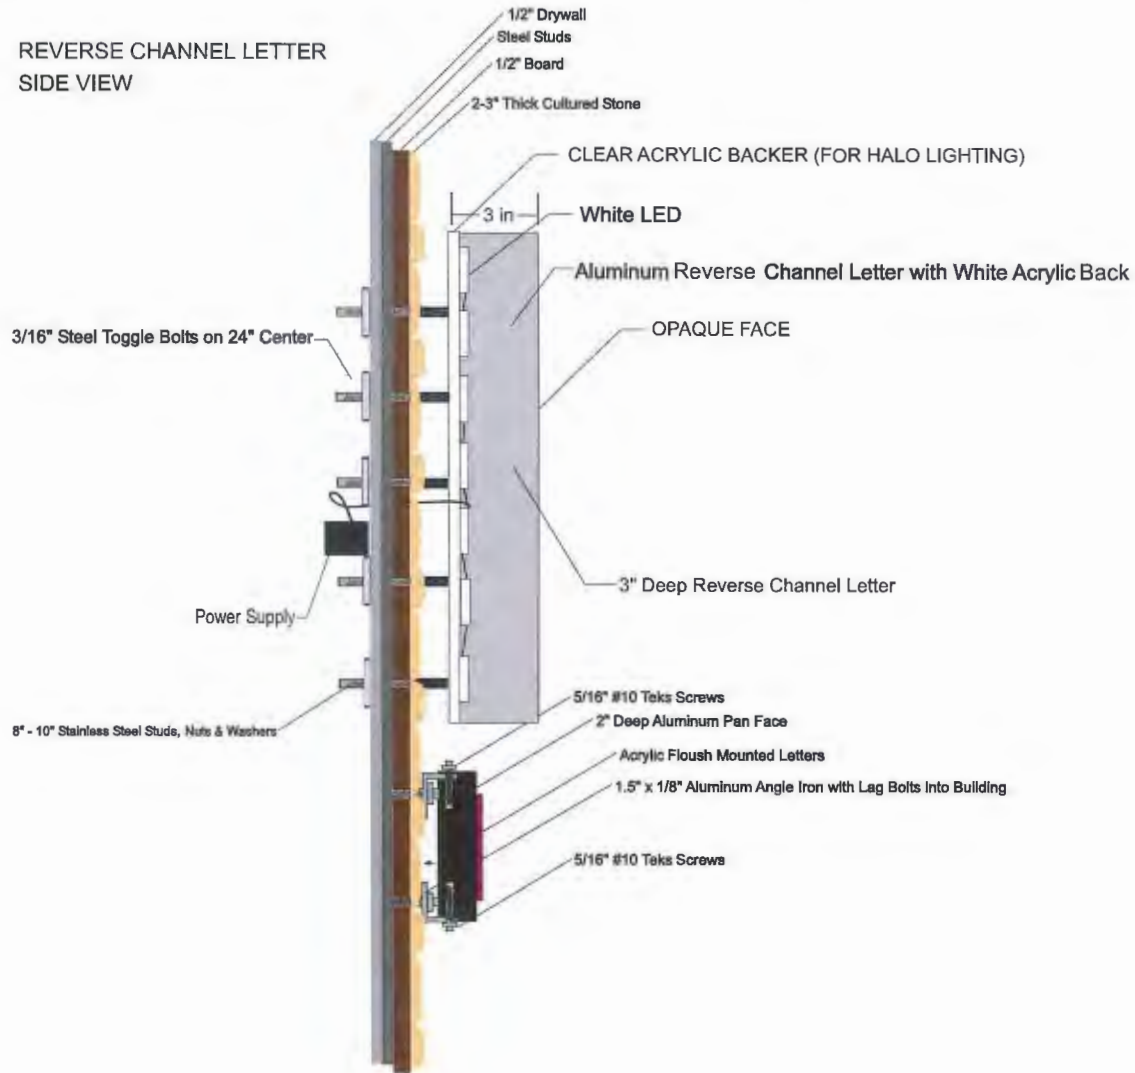 1/2" Drywall
REVERSE CHANNEL LETTER
SIDE VIEW
Steel Studs
1/2" Board
2-3" Thick Cultured Stone
CLEAR ACRYLIC BACKER (FOR HALO LIGHTING)
3 in
White LED
Aluminum Reverse Channel Letter with White Acrylic Back
OPAQUE FACE
3/16" Steel Toggle Bolts on 24" Center
3" Deep Reverse Channel Letter
Power Supply
8" - 10" Stainless Steel Studs, Nuts & Washers
5/16" #10 Teks Screws
2" Deep Aluminum Pan Face
Acrylic Floush Mounted Letters
1.5" x 1/8" Aluminum Angle Iron with Lag Bolts Into Building
5/16" #10 Teks Screws